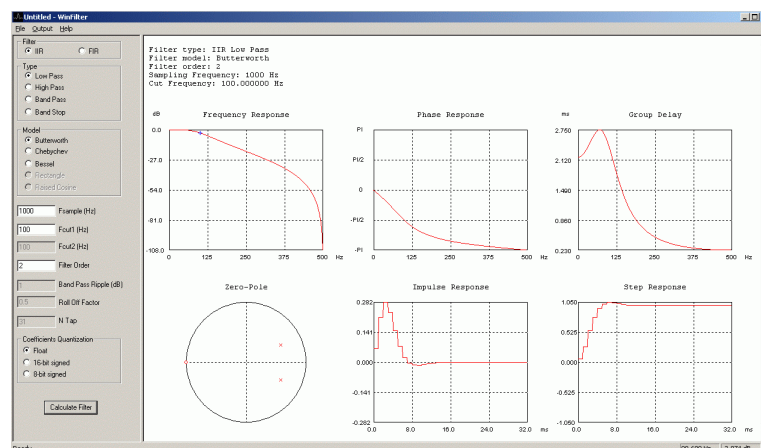 Untitled - WinFilter
File Output Help
Filter
IIR FIR
Type
Low Pass
High Pass
Band Pass
Band Stop
Model
Butterworth
Chebychev
Bessel
Rectangle
Raised Cosine
1000 Fsample (Hz)
100 Fcut1 (Hz)
100 Fcut2 (Hz)
2 Filter Order
1 Band Pass Ripple (dB)
0.5 Roll Off Factor
31 N Tap
Coefficients Quantization
Float
16-bit signed
8-bit signed
Calculate Filter
Filter type: IIR Low Pass
Filter model: Butterworth
Filter order: 2
Sampling Frequency: 1000 Hz
Cut Frequency: 100.000000 Hz
dB Frequency Response
0.0
-27.0
-54.0
-81.0
-108.0
0 125 250 375 500 Hz
Phase Response
PI
PI/2
0
-PI/2
-PI
0 125 250 375 500 Hz
ms Group Delay
2.750
2.120
1.490
0.860
0.230
0 125 250 375 500 Hz
Zero-Pole
Impulse Response
0.282
0.141
0.000
-0.141
-0.282
0.0 8.0 16.0 24.0 32.0 ms
Step Response
1.050
0.525
0.000
-0.525
-1.050
0.0 8.0 16.0 24.0 32.0 ms